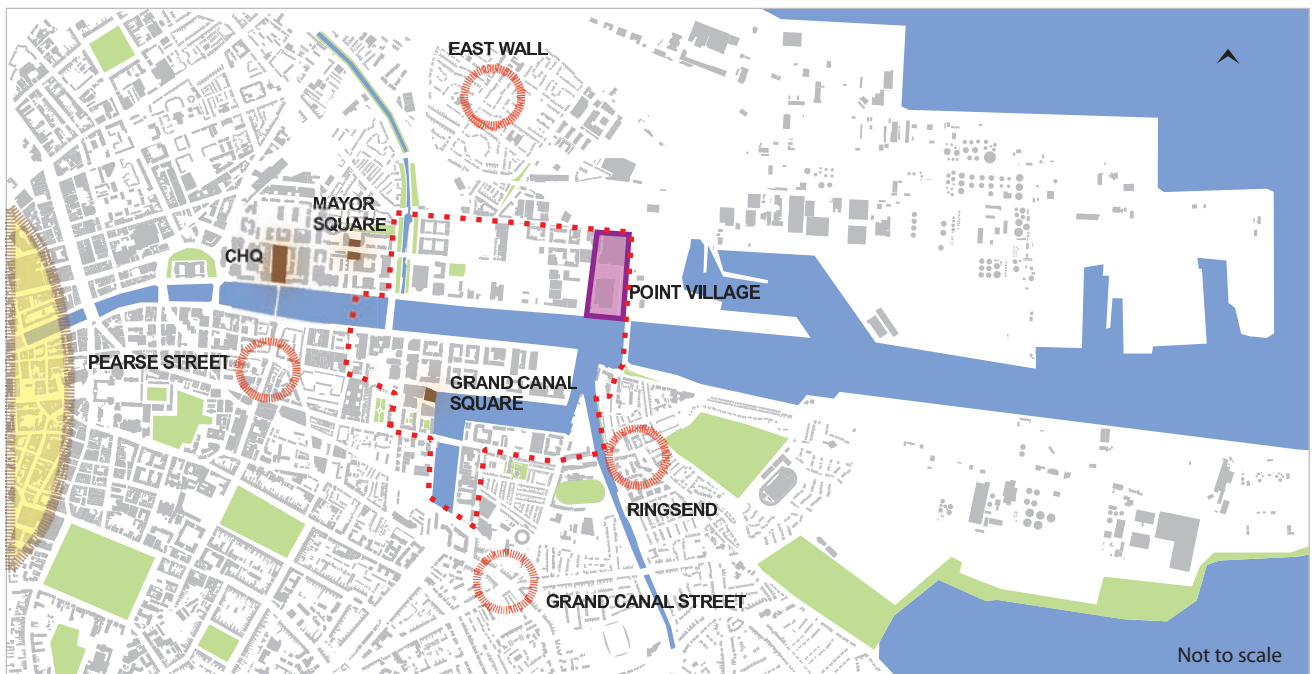 EAST WALL
MAYOR
SQUARE
CHQ
POINT VILLAGE
PEARSE STREET
GRAND CANAL
SQUARE
RINGSEND
GRAND CANAL STREET
Not to scale